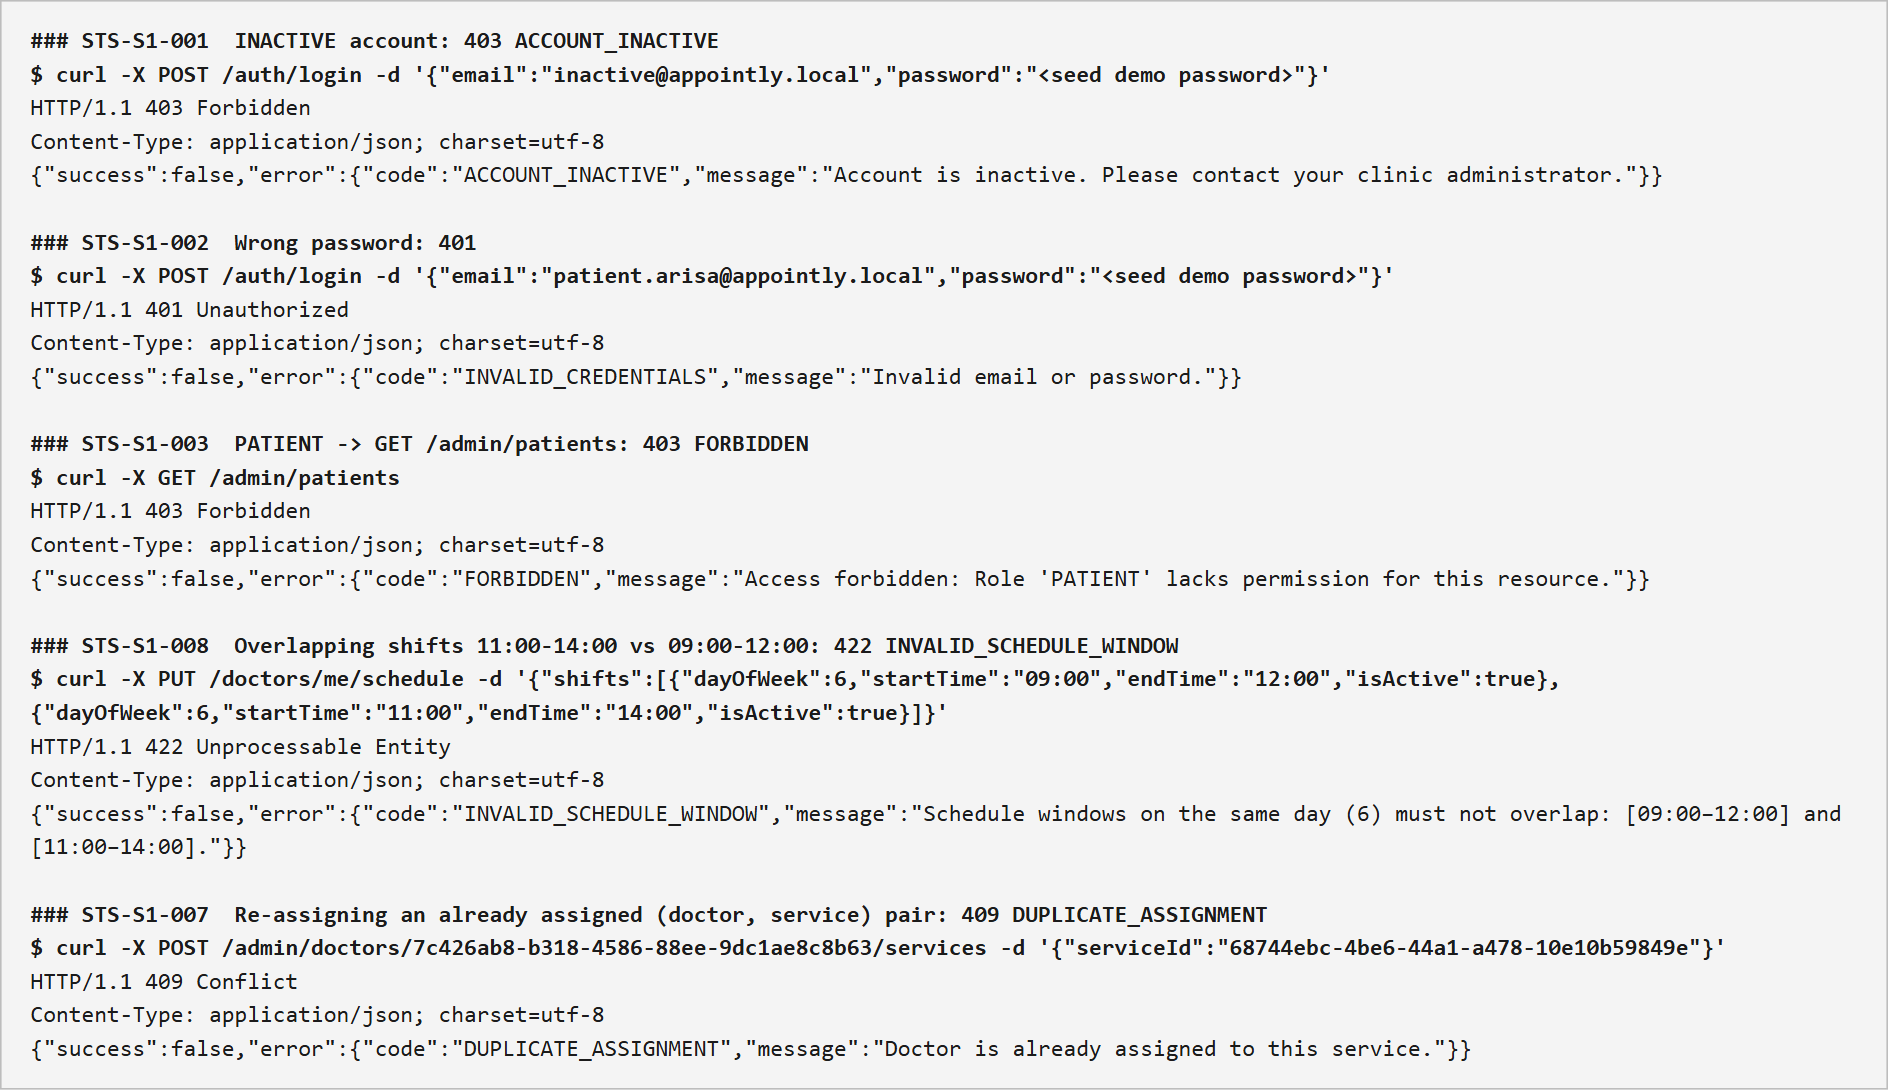 ### STS-S1-001  INACTIVE account: 403 ACCOUNT_INACTIVE
$ curl -X POST /auth/login -d '{"email":"inactive@appointly.local","password":"<seed demo password>"}'
HTTP/1.1 403 Forbidden
Content-Type: application/json; charset=utf-8
{"success":false,"error":{"code":"ACCOUNT_INACTIVE","message":"Account is inactive. Please contact your clinic administrator."}}

### STS-S1-002  Wrong password: 401
$ curl -X POST /auth/login -d '{"email":"patient.arisa@appointly.local","password":"<seed demo password>"}'
HTTP/1.1 401 Unauthorized
Content-Type: application/json; charset=utf-8
{"success":false,"error":{"code":"INVALID_CREDENTIALS","message":"Invalid email or password."}}

### STS-S1-003  PATIENT -> GET /admin/patients: 403 FORBIDDEN
$ curl -X GET /admin/patients
HTTP/1.1 403 Forbidden
Content-Type: application/json; charset=utf-8
{"success":false,"error":{"code":"FORBIDDEN","message":"Access forbidden: Role 'PATIENT' lacks permission for this resource."}}

### STS-S1-008  Overlapping shifts 11:00-14:00 vs 09:00-12:00: 422 INVALID_SCHEDULE_WINDOW
$ curl -X PUT /doctors/me/schedule -d '{"shifts":[{"dayOfWeek":6,"startTime":"09:00","endTime":"12:00","isActive":true},
{"dayOfWeek":6,"startTime":"11:00","endTime":"14:00","isActive":true}]}'
HTTP/1.1 422 Unprocessable Entity
Content-Type: application/json; charset=utf-8
{"success":false,"error":{"code":"INVALID_SCHEDULE_WINDOW","message":"Schedule windows on the same day (6) must not overlap: [09:00–12:00] and
[11:00–14:00]."}}

### STS-S1-007  Re-assigning an already assigned (doctor, service) pair: 409 DUPLICATE_ASSIGNMENT
$ curl -X POST /admin/doctors/7c426ab8-b318-4586-88ee-9dc1ae8c8b63/services -d '{"serviceId":"68744ebc-4be6-44a1-a478-10e10b59849e"}'
HTTP/1.1 409 Conflict
Content-Type: application/json; charset=utf-8
{"success":false,"error":{"code":"DUPLICATE_ASSIGNMENT","message":"Doctor is already assigned to this service."}}